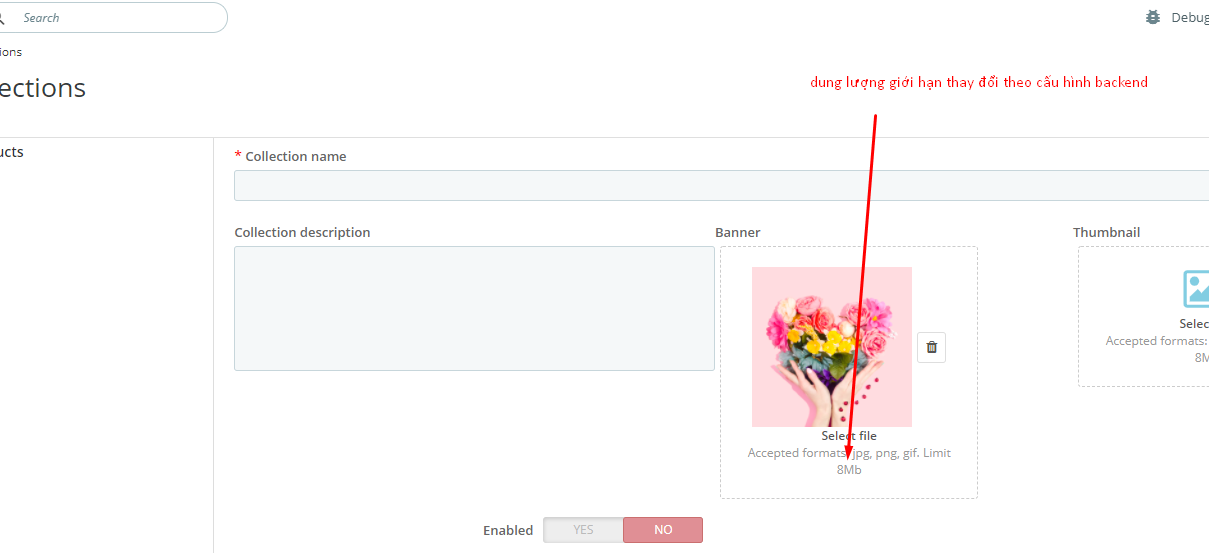 Search
Debug
ions
ections
dung lượng giới hạn thay đổi theo cấu hình backend
ucts
* Collection name
Collection description
Banner
Thumbnail
Select file
Accepted formats: jpg, png, gif. Limit
8Mb
Selec
Accepted formats:
8M
Enabled
YES
NO